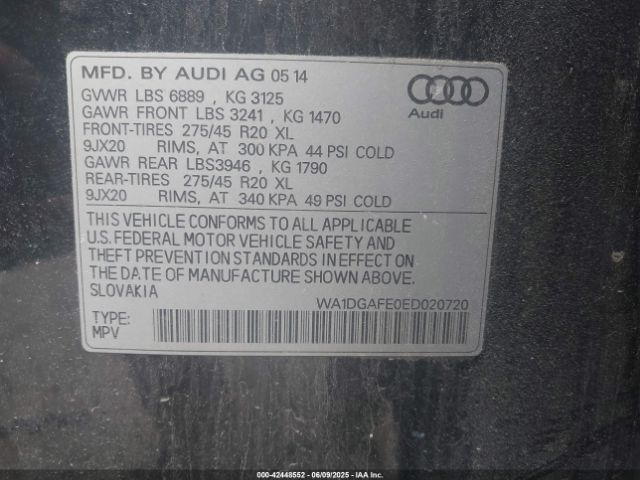 MFD. BY AUDI AG 05 14
GVWR LBS 6889 , KG 3125
GAWR FRONT LBS 3241 , KG 1470
FRONT-TIRES 275/45 R20 XL
9JX20 RIMS, AT 300 KPA 44 PSI COLD
GAWR REAR LBS3946 , KG 1790
REAR-TIRES 275/45 R20 XL
9JX20 RIMS, AT 340 KPA 49 PSI COLD
Audi
THIS VEHICLE CONFORMS TO ALL APPLICABLE
U.S. FEDERAL MOTOR VEHICLE SAFETY AND
THEFT PREVENTION STANDARDS IN EFFECT ON
THE DATE OF MANUFACTURE SHOWN ABOVE.
SLOVAKIA
WA1DGAFE0ED020720
TYPE:
MPV
000-42448552 - 06/09/2025 - IAA Inc.